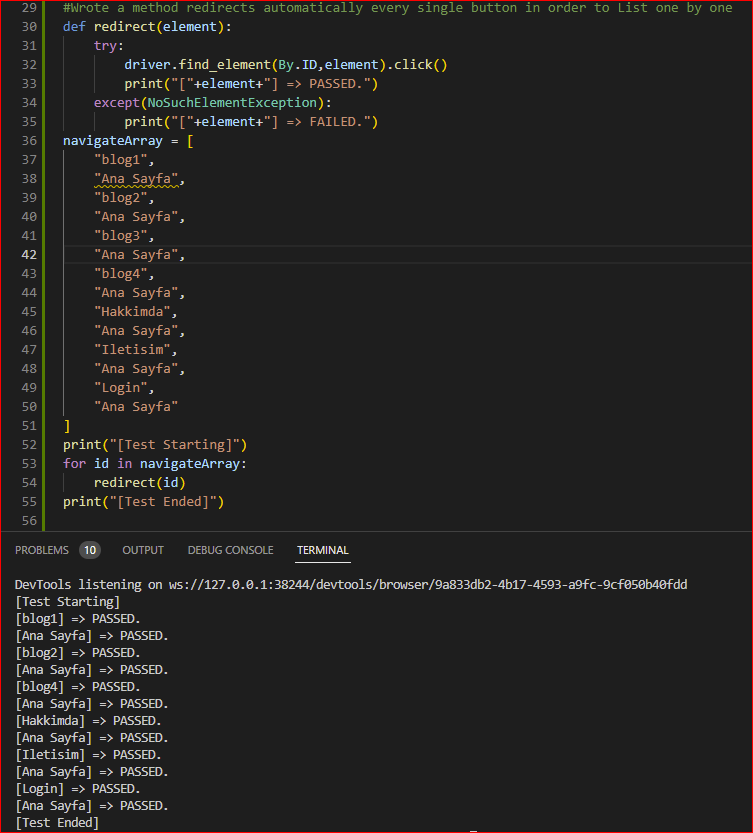 29 #Wrote a method redirects automatically every single button in order to List one by one
30 def redirect(element):
31 try:
32 driver.find_element(By.ID,element).click()
33 print("["+element+"] => PASSED.")
34 except(NoSuchElementException):
35 print("["+element+"] => FAILED.")
36 navigateArray = [
37 "blog1",
38 "Ana Sayfa",
39 "blog2",
40 "Ana Sayfa",
41 "blog3",
42 "Ana Sayfa",
43 "blog4",
44 "Ana Sayfa",
45 "Hakkimda",
46 "Ana Sayfa",
47 "Iletisim",
48 "Ana Sayfa",
49 "Login",
50 "Ana Sayfa"
51 ]
52 print("[Test Starting]")
53 for id in navigateArray:
54 redirect(id)
55 print("[Test Ended]")
56
PROBLEMS 10 OUTPUT DEBUG CONSOLE TERMINAL
DevTools listening on ws://127.0.0.1:38244/devtools/browser/9a833db2-4b17-4593-a9fc-9cf050b40fdd
[Test Starting]
[blog1] => PASSED.
[Ana Sayfa] => PASSED.
[blog2] => PASSED.
[Ana Sayfa] => PASSED.
[blog4] => PASSED.
[Ana Sayfa] => PASSED.
[Hakkimda] => PASSED.
[Ana Sayfa] => PASSED.
[Iletisim] => PASSED.
[Ana Sayfa] => PASSED.
[Login] => PASSED.
[Ana Sayfa] => PASSED.
[Test Ended]